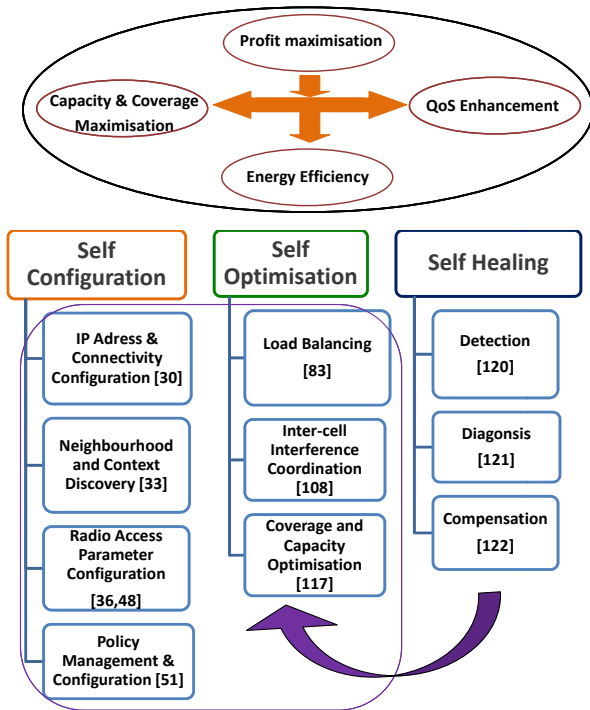 Profit maximisation
Capacity & Coverage
Maximisation
QoS Enhancement
Energy Efficiency
Self
Configuration
IP Adress &
Connectivity
Configuration [30]
Neighbourhood
and Context
Discovery [33]
Radio Access
Parameter
Configuration
[36,48]
Policy
Management &
Configuration [51]
Self
Optimisation
Load Balancing
[83]
Inter-cell
Interference
Coordination
[108]
Coverage and
Capacity
Optimisation
[117]
Self Healing
Detection
[120]
Diagonsis
[121]
Compensation
[122]